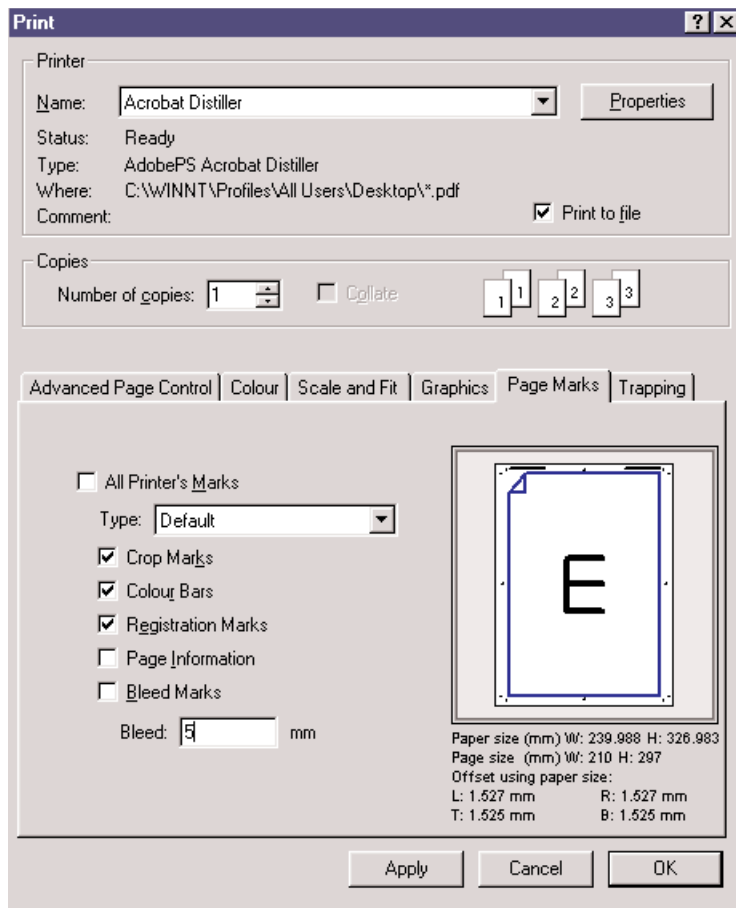 Print
Printer
Name: Acrobat Distiller Properties
Status: Ready
Type: AdobePS Acrobat Distiller
Where: C:\WINNT\Profiles\All Users\Desktop\*.pdf
Comment: Print to file
Copies
Number of copies: 1 Collate 1 1 2 2 3 3
Advanced Page Control Colour Scale and Fit Graphics Page Marks Trapping
All Printer's Marks
Type: Default
Crop Marks
Colour Bars
Registration Marks
Page Information
Bleed Marks
Bleed: 5 mm
E
Paper size (mm) W: 239.988 H: 326.983
Page size (mm) W: 210 H: 297
Offset using paper size:
L: 1.527 mm R: 1.527 mm
T: 1.525 mm B: 1.525 mm
Apply Cancel OK